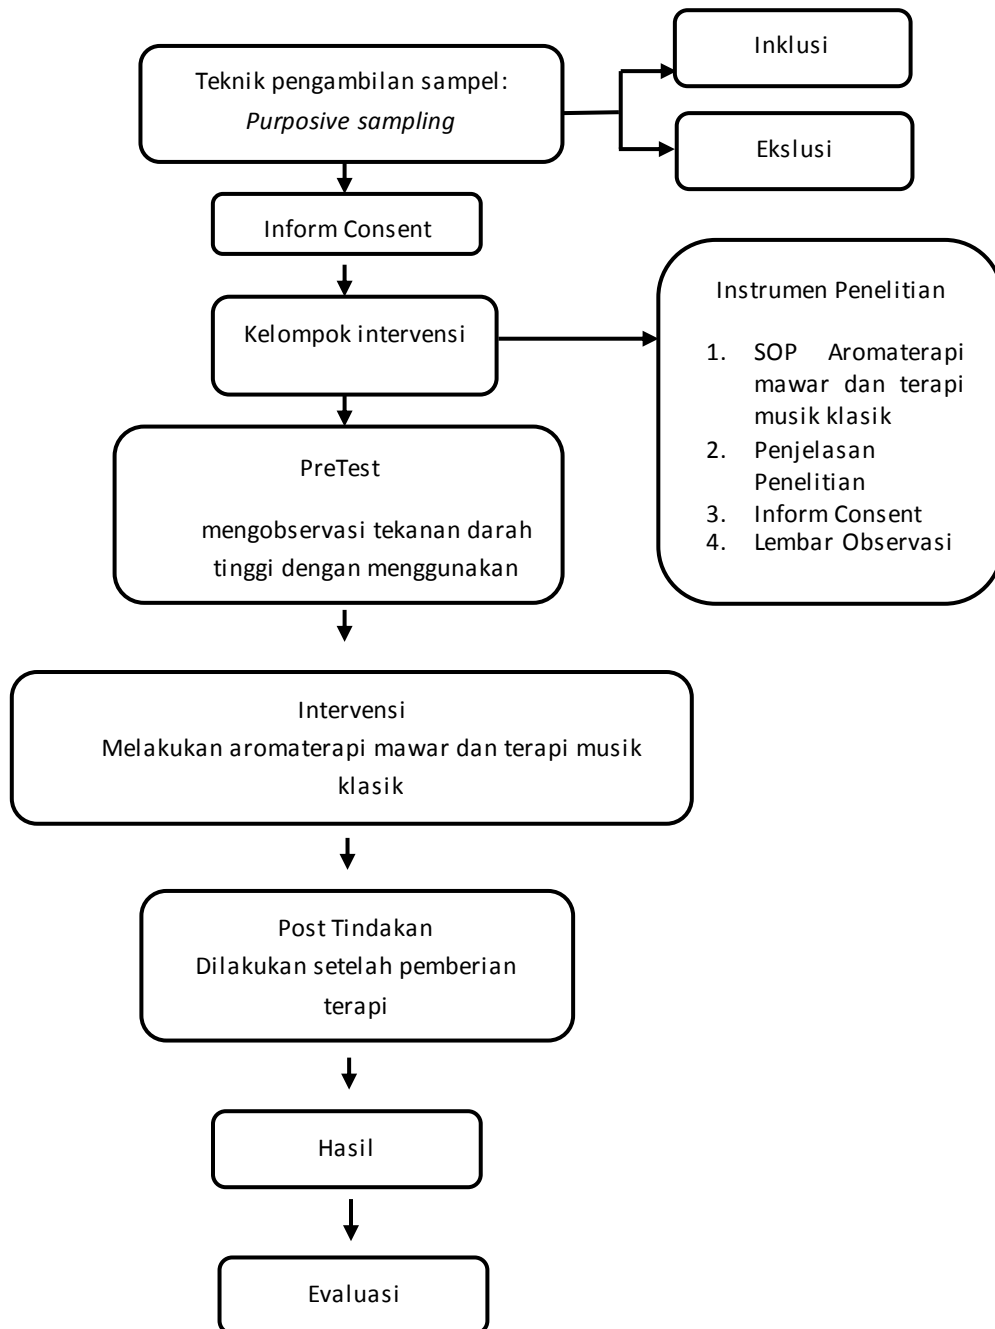 Teknik pengambilan sampel:
Purposive sampling
Inklusi
Ekslusi
Inform Consent
Kelompok intervensi
Instrumen Penelitian
1. SOP Aromaterapi
mawar dan terapi
musik klasik
2. Penjelasan
Penelitian
3. Inform Consent
4. Lembar Observasi
PreTest
mengobservasi tekanan darah
tinggi dengan menggunakan
Intervensi
Melakukan aromaterapi mawar dan terapi musik
klasik
Post Tindakan
Dilakukan setelah pemberian
terapi
Hasil
Evaluasi